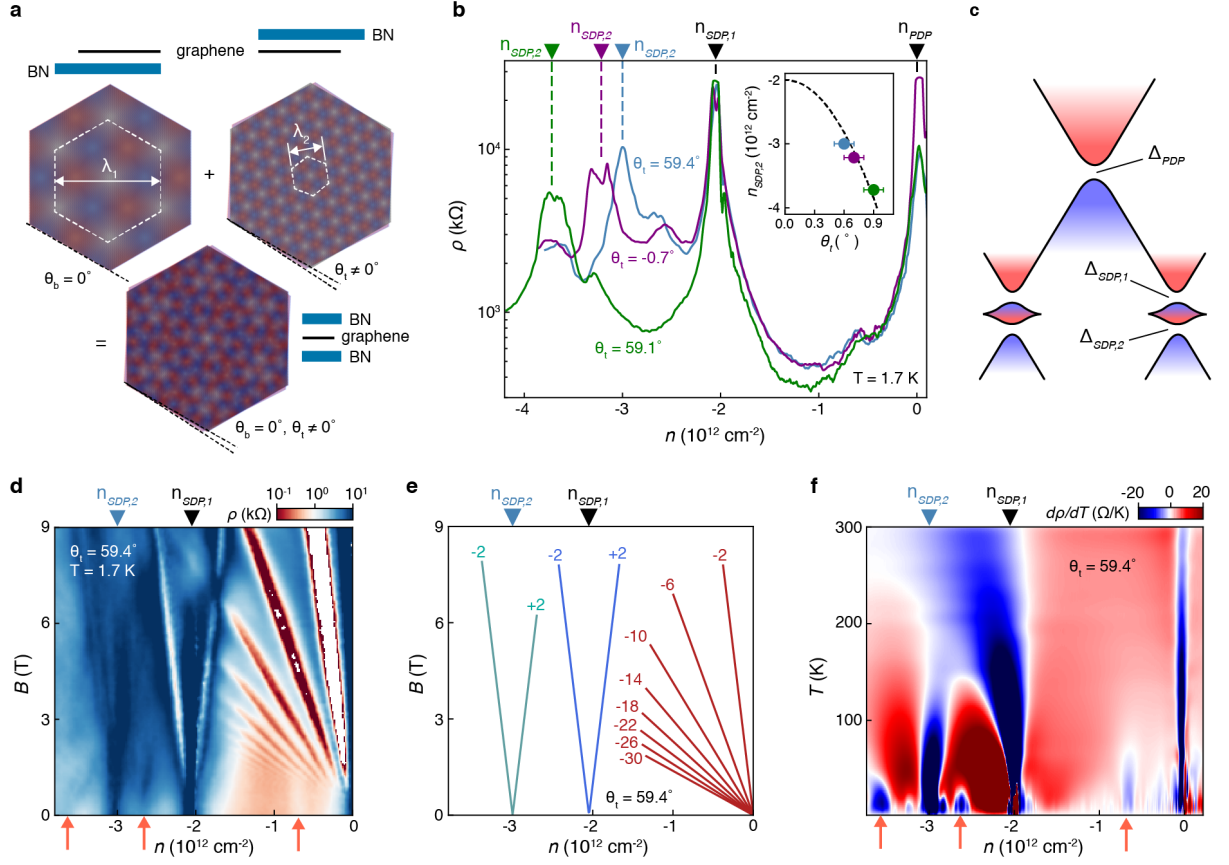 a
BN
graphene
BN
λ1
+
λ2
θb = 0°
θt ≠ 0°
=
BN
graphene
BN
θb = 0°, θt ≠ 0°
b
nSDP,2
nSDP,2
nSDP,2
nSDP,1
nPDP
ρ (kΩ)
10^4
10^3
θt = 59.4°
θt = -0.7°
θt = 59.1°
T = 1.7 K
-4
-3
-2
-1
0
n (10^12 cm-2)
nSDP,2 (10^12 cm-2)
-2
-3
-4
0.0
0.3
0.6
0.9
θt (°)
c
ΔPDP
ΔSDP,1
ΔSDP,2
d
nSDP,2
nSDP,1
10^-1
10^0
10^1
ρ (kΩ)
θt = 59.4°
T = 1.7 K
B (T)
9
6
3
0
-3
-2
-1
0
n (10^12 cm-2)
e
nSDP,2
nSDP,1
B (T)
9
6
3
0
-2
+2
-2
+2
-2
-6
-10
-14
-18
-22
-26
-30
θt = 59.4°
-3
-2
-1
0
n (10^12 cm-2)
f
nSDP,2
nSDP,1
-20
0
20
dρ/dT (Ω/K)
θt = 59.4°
T (K)
300
200
100
-3
-2
-1
0
n (10^12 cm-2)